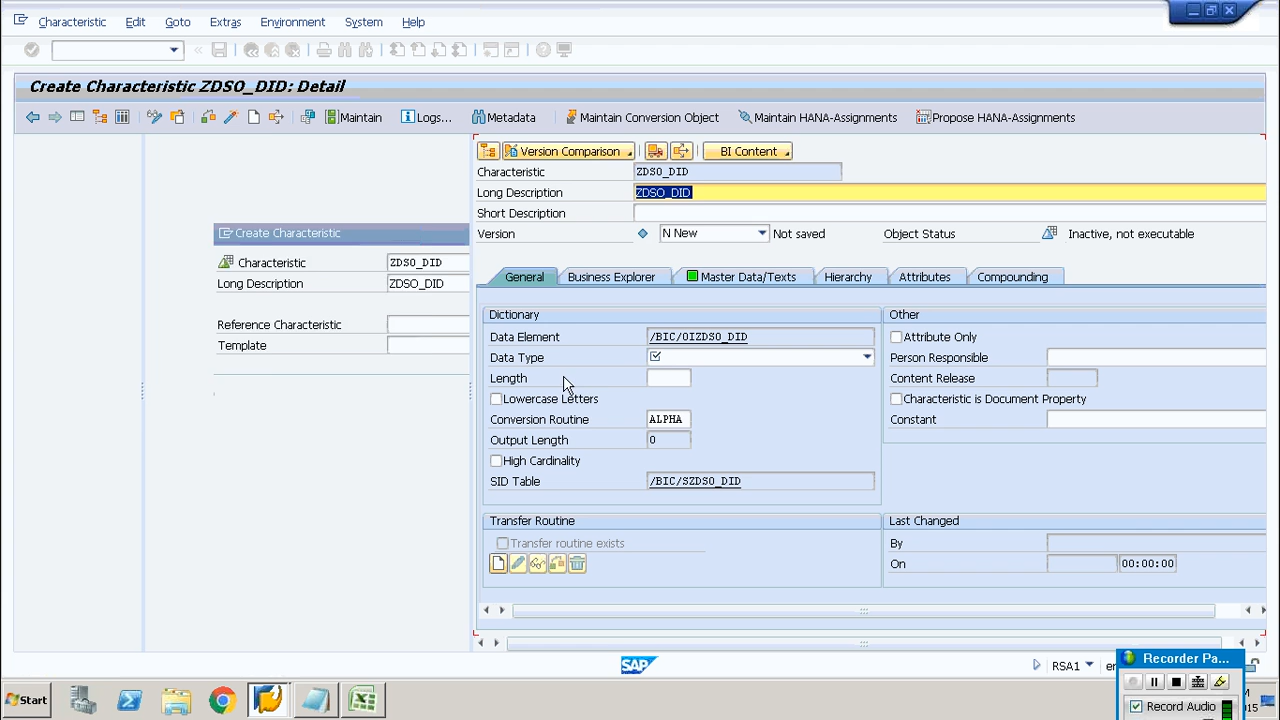 Characteristic Edit Goto Extras Environment System Help
Create Characteristic ZDSO_DID: Detail
Maintain Logs... Metadata Maintain Conversion Object Maintain HANA-Assignments Propose HANA-Assignments
Version Comparison BI Content
Characteristic ZDSO_DID
Long Description ZDSO_DID
Short Description
Version N New Not saved Object Status Inactive, not executable
Create Characteristic
Characteristic ZDSO_DID
Long Description ZDSO_DID
Reference Characteristic
Template
General Business Explorer Master Data/Texts Hierarchy Attributes Compounding
Dictionary
Data Element /BIC/OIZDSO_DID
Data Type
Length
Lowercase Letters
Conversion Routine ALPHA
Output Length 0
High Cardinality
SID Table /BIC/SZDSO_DID
Other
Attribute Only
Person Responsible
Content Release
Characteristic is Document Property
Constant
Transfer Routine
Transfer routine exists
Last Changed
By
On 00:00:00
SAP
RSA1
Start
Recorder Pa...
Record Audio